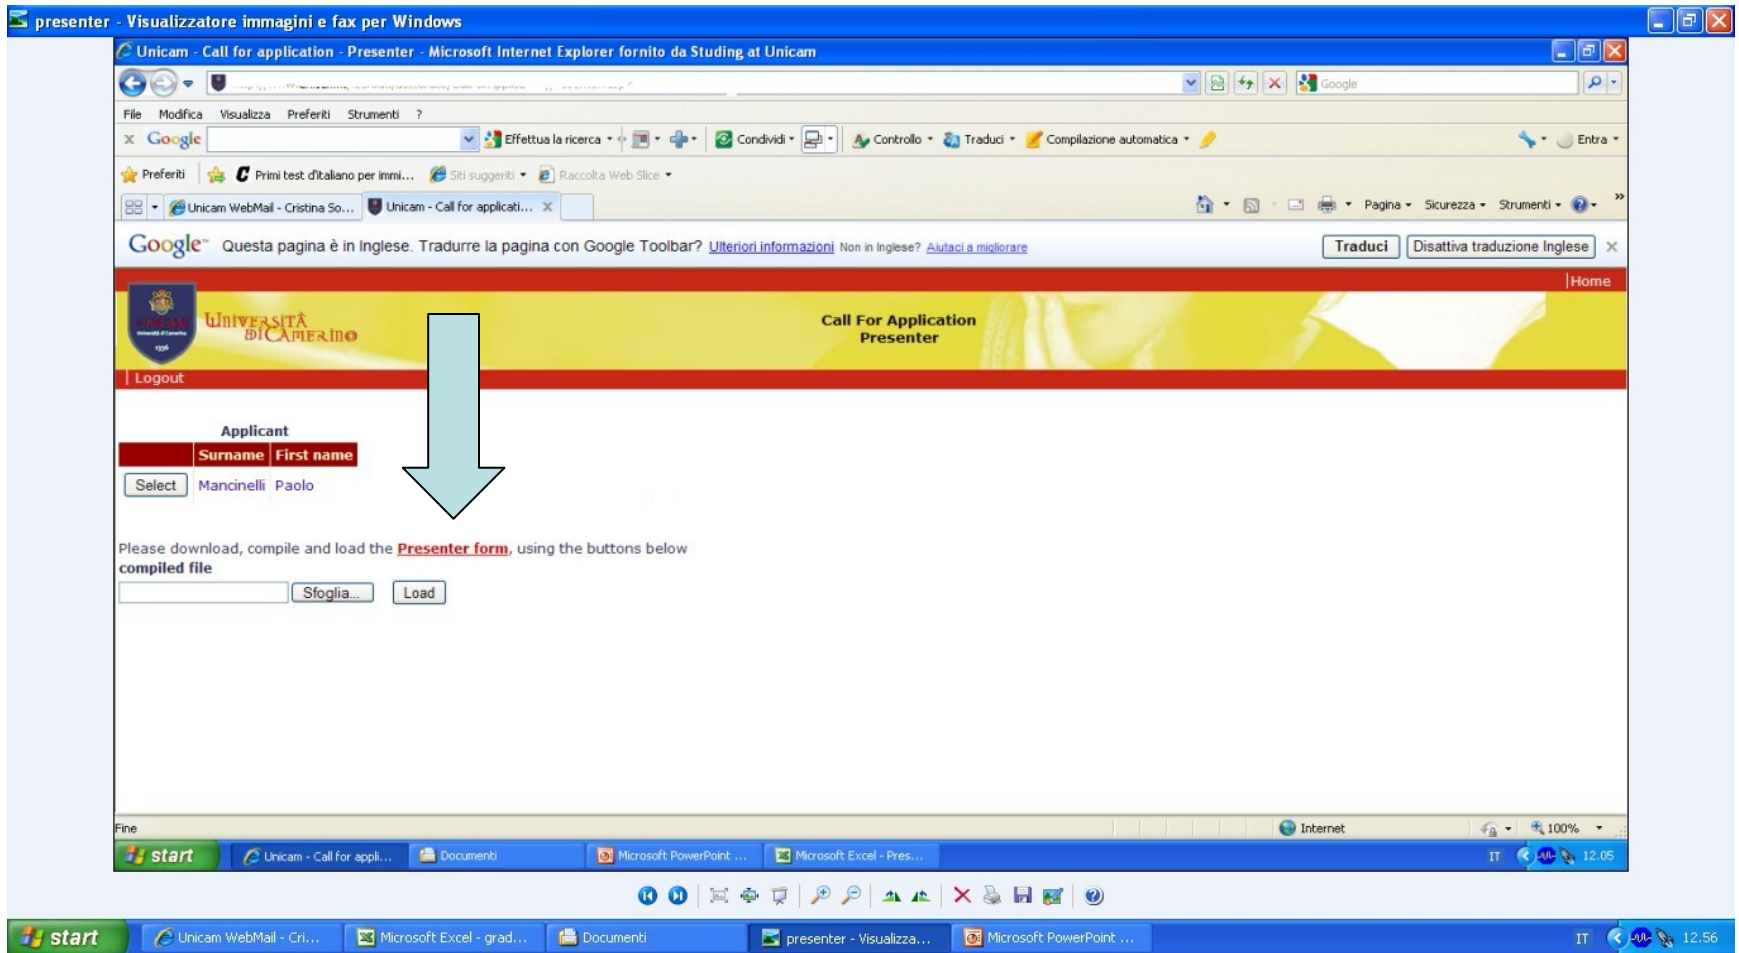 presenter - Visualizzatore immagini e fax per Windows
Unicam - Call for application - Presenter - Microsoft Internet Explorer fornito da Studing at Unicam
Google
File Modifica Visualizza Preferiti Strumenti ?
x Google Effettua la ricerca Condividi Controllo Traduci Compilazione automatica Entra
Preferiti Primi test d'italiano per immi... Siti suggeriti Raccolta Web Slice
Unicam WebMail - Cristina So... Unicam - Call for applicati... X Pagina Sicurezza Strumenti »
Google Questa pagina è in Inglese. Tradurre la pagina con Google Toolbar? Ulteriori informazioni Non in Inglese? Aiutaci a migliorare Traduci Disattiva traduzione Inglese
|Home
UNICAM
Università di Camerino
1336
Università
di Camerino
Call For Application
Presenter
| Logout
Applicant
Surname First name
Select Mancinelli Paolo
Please download, compile and load the Presenter form, using the buttons below
compiled file
Sfoglia... Load
Fine Internet 100%
start Unicam - Call for appli... Documenti Microsoft PowerPoint ... Microsoft Excel - Pres... IT 12.05
start Unicam WebMail - Cri... Microsoft Excel - grad... Documenti presenter - Visualizza... Microsoft PowerPoint ... IT 12.56